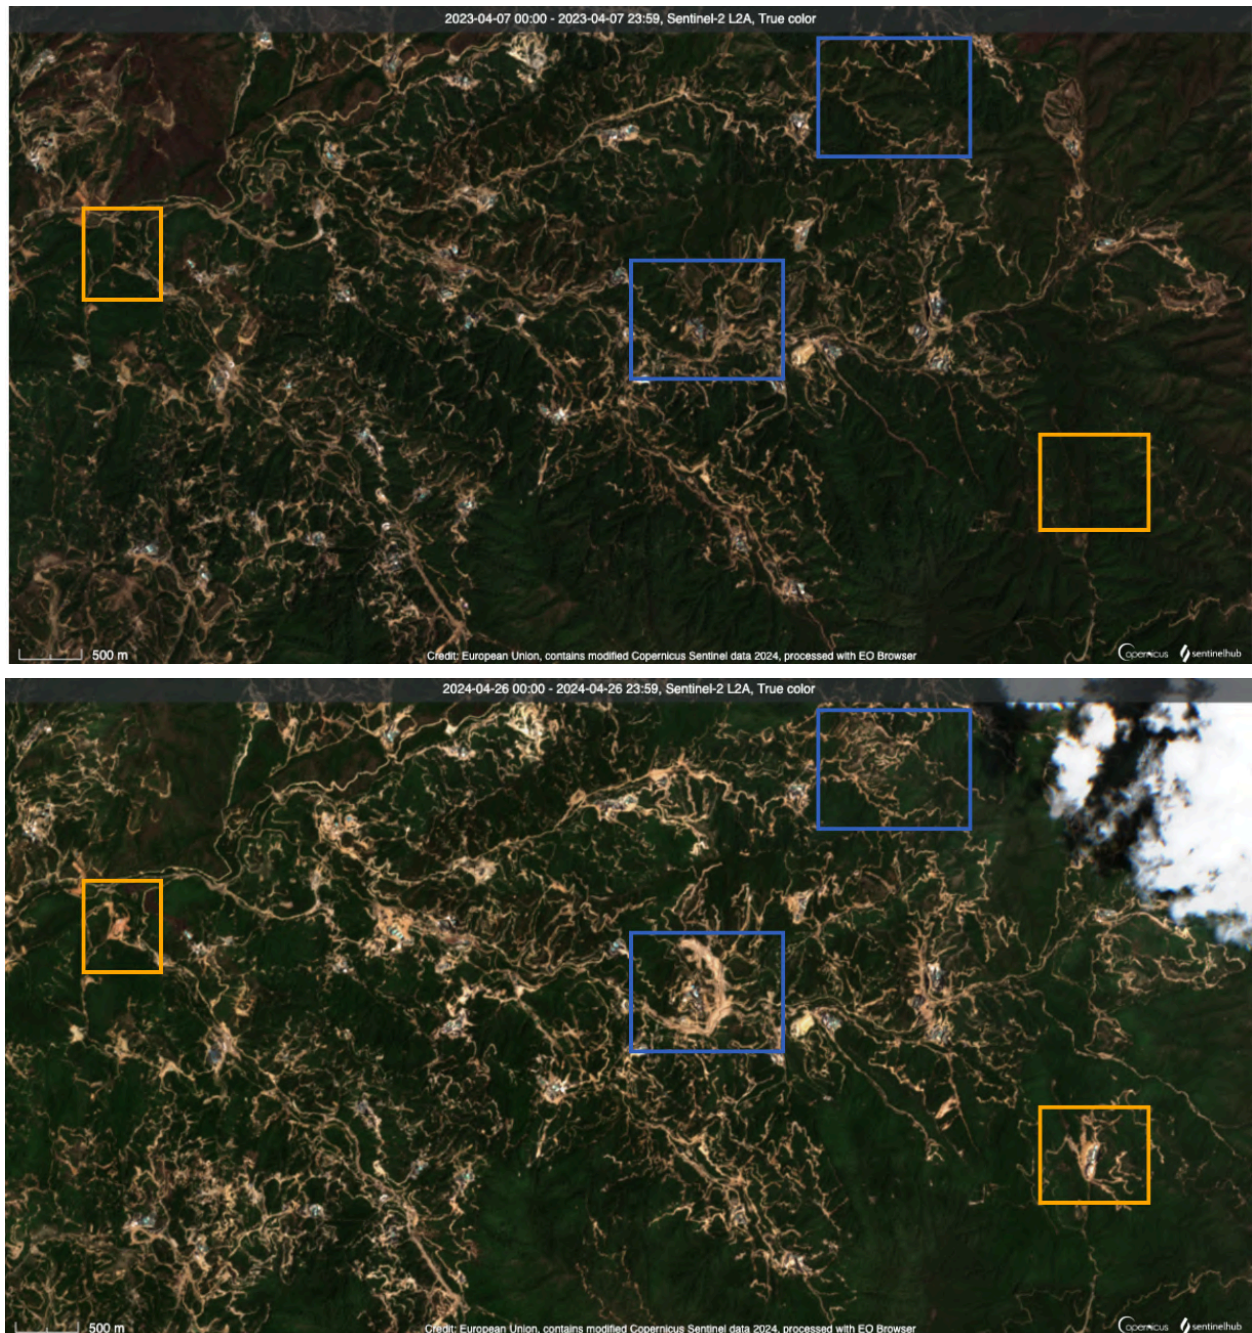 2023-04-07 00:00 - 2023-04-07 23:59, Sentinel-2 L2A, True color
500 m
Credit: European Union, contains modified Copernicus Sentinel data 2024, processed with EO Browser
opernicus
sentinelhub
2024-04-26 00:00 - 2024-04-26 23:59, Sentinel-2 L2A, True color
500 m
Credit: European Union, contains modified Copernicus Sentinel data 2024, processed with EO Browser
opernicus
sentinelhub